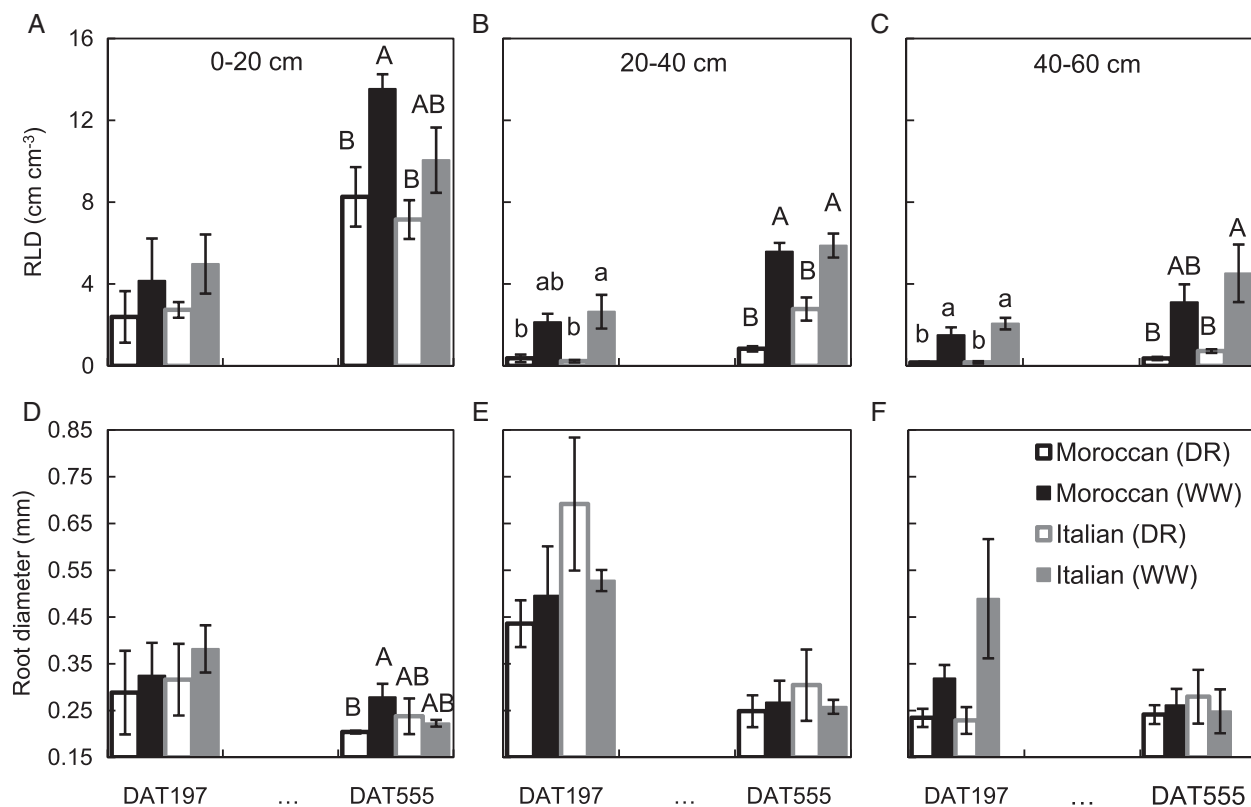 A
B
C
0-20 cm
20-40 cm
40-60 cm
RLD (cm cm⁻³)
16
12
8
4
0
B
A
B
AB
b
ab
b
a
B
A
B
A
b
a
b
a
B
AB
B
A
D
E
F
Root diameter (mm)
0.85
0.75
0.65
0.55
0.45
0.35
0.25
0.15
B
A
AB
AB
Moroccan (DR)
Moroccan (WW)
Italian (DR)
Italian (WW)
DAT197 ... DAT555
DAT197 ... DAT555
DAT197 ... DAT555